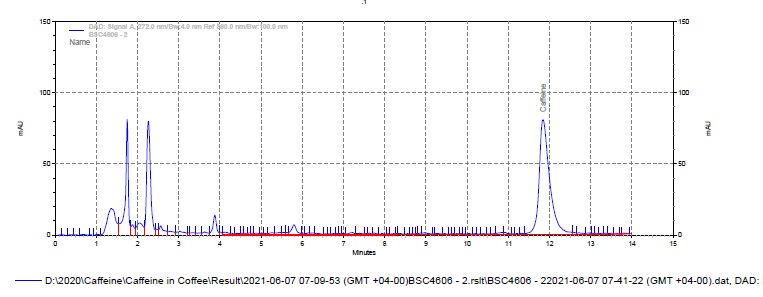 DAD: Signal A, 272.0 nm/Bw:4.0 nm Ref 360.0 nm/Bw:100.0 nm
BSC4606 - 2
Name
150
100
50
0
mAU
Caffeine
150
100
50
0
mAU
0 1 2 3 4 5 6 7 8 9 10 11 12 13 14 15
Minutes
D:\2020\Caffeine\Caffeine in Coffee\Result\2021-06-07 07-09-53 (GMT +04-00)BSC4606 - 2.rslt\BSC4606 - 22021-06-07 07-41-22 (GMT +04-00).dat, DAD: